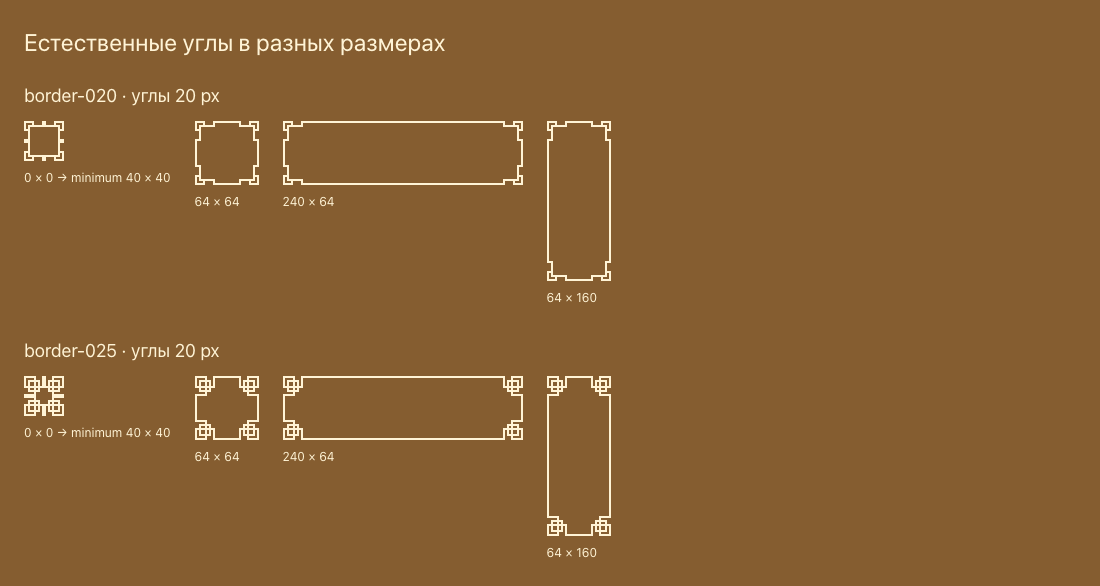 Естественные углы в разных размерах
border-020 · углы 20 px
0 × 0 → minimum 40 × 40
64 × 64
240 × 64
64 × 160
border-025 · углы 20 px
0 × 0 → minimum 40 × 40
64 × 64
240 × 64
64 × 160